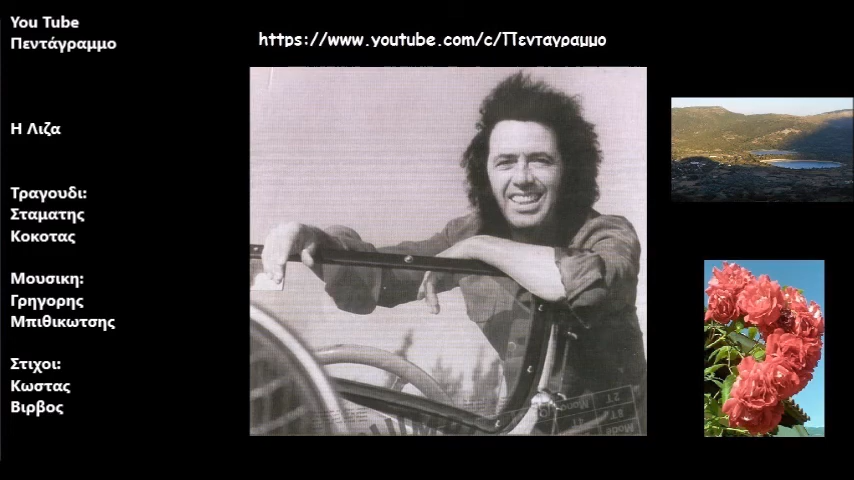 You Tube
Πεντάγραμμο
https://www.youtube.com/c/Πενταγραμμο
Η Λιζα
Τραγουδι:
Σταματης
Κοκοτας
Μουσικη:
Γρηγορης
Μπιθικωτσης
Στιχοι:
Κωστας
Βιρβος